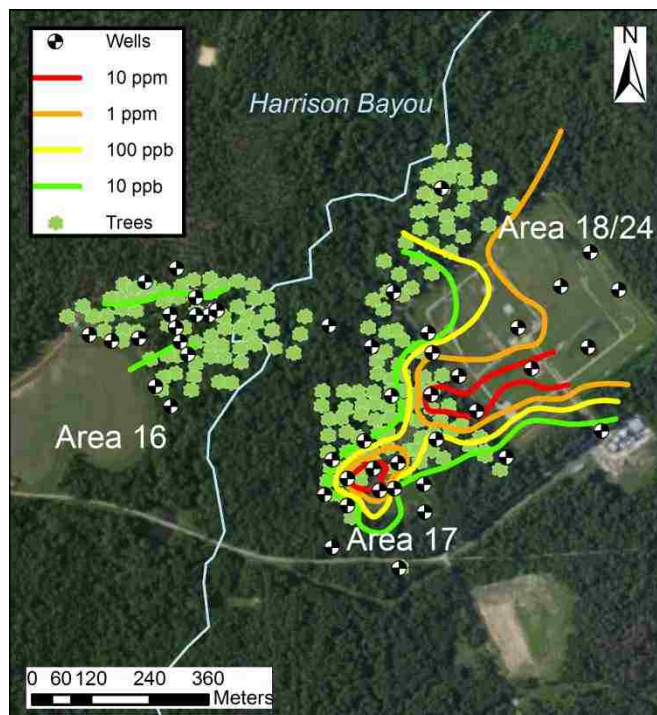 Wells
10 ppm
1 ppm
100 ppb
10 ppb
Trees
Harrison Bayou
N
Area 18/24
Area 16
Area 17
0 60 120 240 360
Meters